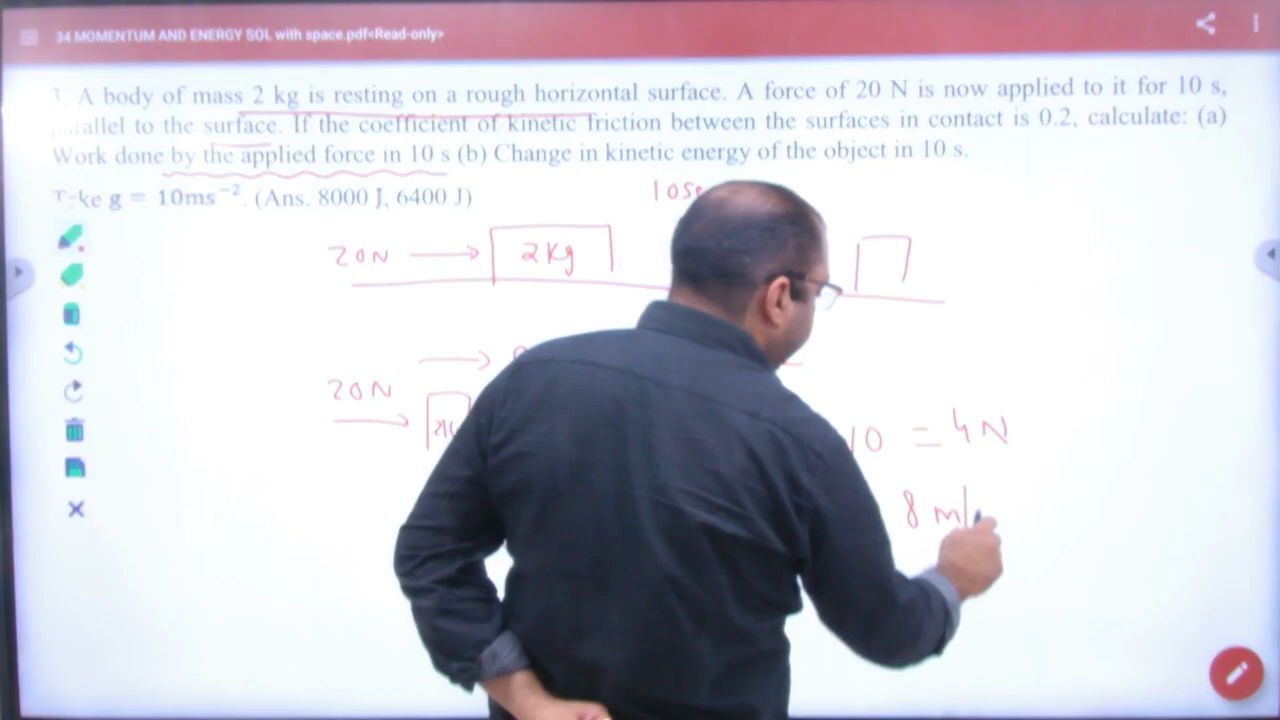 34 MOMENTUM AND ENERGY SOL with space.pdf<Read-only>
A body of mass 2 kg is resting on a rough horizontal surface. A force of 20 N is now applied to it for 10 s,
parallel to the surface. If the coefficient of kinetic friction between the surfaces in contact is 0.2, calculate: (a)
Work done by the applied force in 10 s (b) Change in kinetic energy of the object in 10 s.
g = 10ms⁻². (Ans. 8000 J, 6400 J)
20N → 2kg
20N
10 = 4N
8 m/